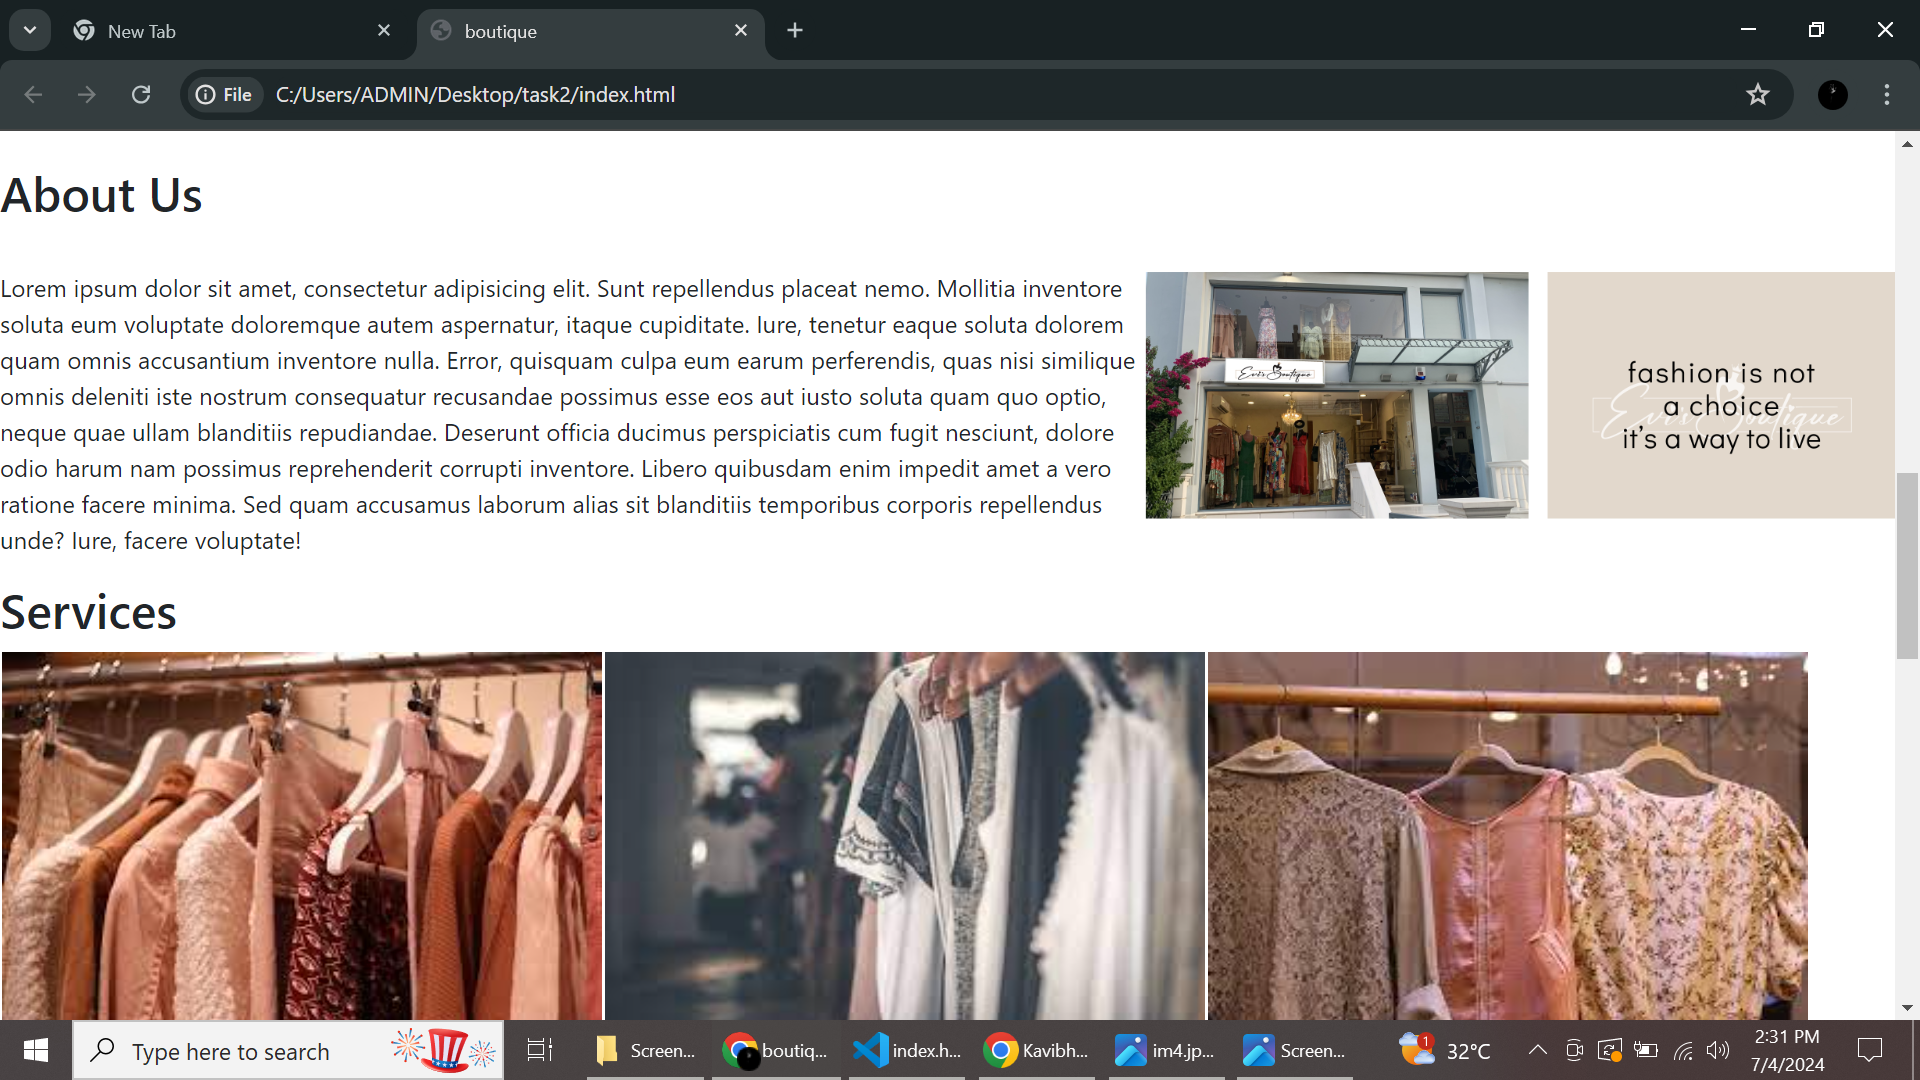 New Tab
boutique
File
C:/Users/ADMIN/Desktop/task2/index.html
About Us
Lorem ipsum dolor sit amet, consectetur adipisicing elit. Sunt repellendus placeat nemo. Mollitia inventore
soluta eum voluptate doloremque autem aspernatur, itaque cupiditate. Iure, tenetur eaque soluta dolorem
quam omnis accusantium inventore nulla. Error, quisquam culpa eum earum perferendis, quas nisi similique
omnis deleniti iste nostrum consequatur recusandae possimus esse eos aut iusto soluta quam quo optio,
neque quae ullam blanditiis repudiandae. Deserunt officia ducimus perspiciatis cum fugit nesciunt, dolore
odio harum nam possimus reprehenderit corrupti inventore. Libero quibusdam enim impedit amet a vero
ratione facere minima. Sed quam accusamus laborum alias sit blanditiis temporibus corporis repellendus
unde? Iure, facere voluptate!
Evi's Boutique
fashion is not
a choice
it's a way to live
Evi's Boutique
Services
Type here to search
Screen...
boutiq...
index.h...
Kavibh...
im4.jp...
Screen...
1
32°C
2:31 PM
7/4/2024